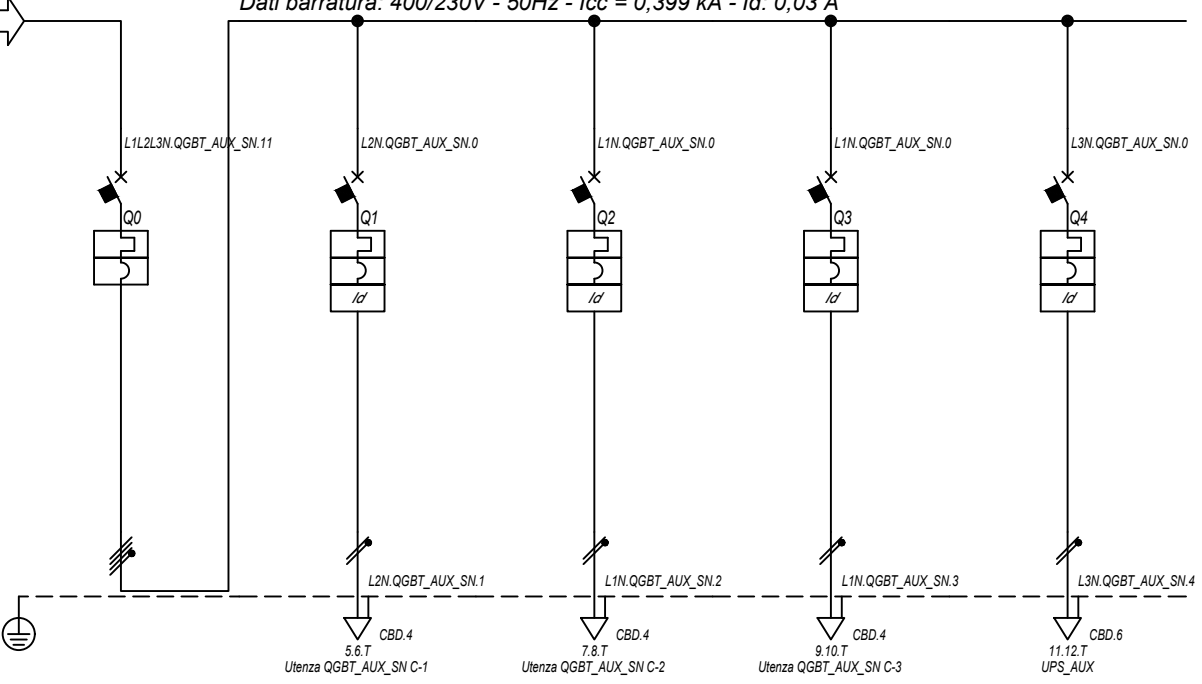 Dati barratura: 400/230V - 50Hz - Icc = 0,399 kA - Id: 0,03 A
L1L2L3N.QGBT_AUX_SN.11
L2N.QGBT_AUX_SN.0
L1N.QGBT_AUX_SN.0
L1N.QGBT_AUX_SN.0
L3N.QGBT_AUX_SN.0
Q0
Q1
Q2
Q3
Q4
Id
Id
Id
Id
L2N.QGBT_AUX_SN.1
L1N.QGBT_AUX_SN.2
L1N.QGBT_AUX_SN.3
L3N.QGBT_AUX_SN.4
CBD.4
CBD.4
CBD.4
CBD.6
5.6.T
Utenza QGBT_AUX_SN C-1
7.8.T
Utenza QGBT_AUX_SN C-2
9.10.T
Utenza QGBT_AUX_SN C-3
11.12.T
UPS_AUX